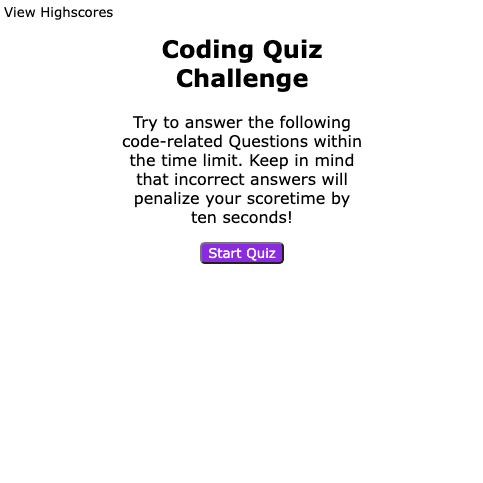 View Highscores
Coding Quiz
Challenge
Try to answer the following
code-related Questions within
the time limit. Keep in mind
that incorrect answers will
penalize your scoretime by
ten seconds!
Start Quiz